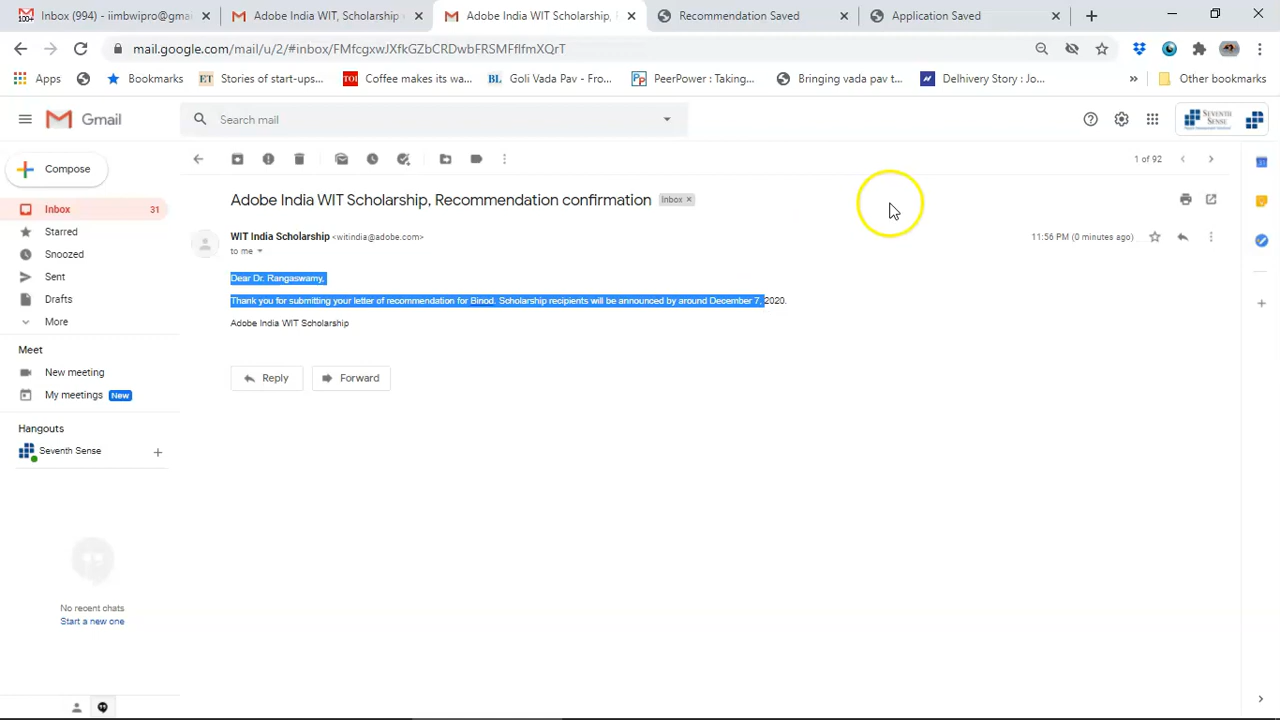 Inbox (994) - iimbwipro@gmai
Adobe India WIT, Scholarship
Adobe India WIT Scholarship,
Recommendation Saved
Application Saved
mail.google.com/mail/u/2/#inbox/FMfcgxwJXfkGZbCRDwbFRSMFflfmXQrT
Apps
Bookmarks
ET Stories of start-ups...
TOI Coffee makes its wa...
BL Goli Vada Pav - Fro...
PeerPower : Taking...
Bringing vada pav t...
Delhivery Story : Jo...
Other bookmarks
Gmail
Search mail
SEVENTH SENSE
Compose
1 of 92
Inbox 31
Starred
Snoozed
Sent
Drafts
More
Meet
New meeting
My meetings New
Hangouts
Seventh Sense
No recent chats
Start a new one
Adobe India WIT Scholarship, Recommendation confirmation Inbox x
WIT India Scholarship <witindia@adobe.com>
11:56 PM (0 minutes ago)
to me
Dear Dr. Rangaswamy,
Thank you for submitting your letter of recommendation for Binod. Scholarship recipients will be announced by around December 7, 2020.
Adobe India WIT Scholarship
Reply
Forward